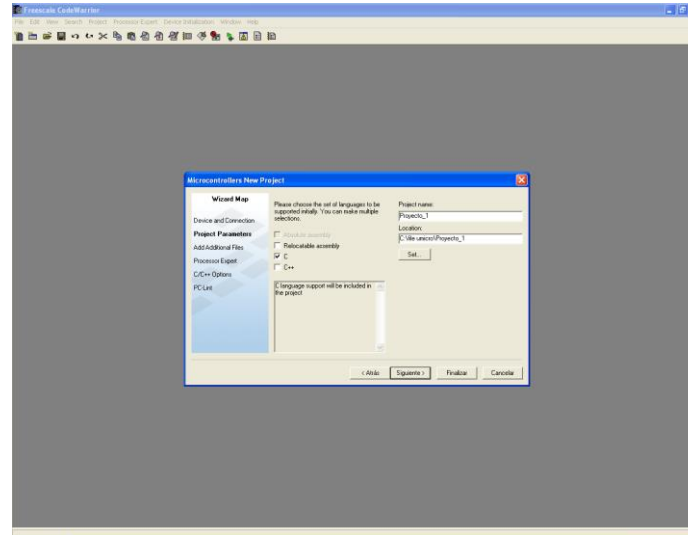 Freescale CodeWarrior
File Edit View Search Project Processor Expert Device Initialization Window Help
Microcontrollers New Project
Wizard Map
Device and Connection
Project Parameters
Add Additional Files
Processor Expert
C/C++ Options
PC-Lint
Please choose the set of languages to be
supported initially. You can make multiple
selections.
Absolute assembly
Relocatable assembly
C
C++
C language support will be included in
the project
Project name:
Proyecto_1
Location:
Set...
< Atrás
Siguiente >
Finalizar
Cancelar